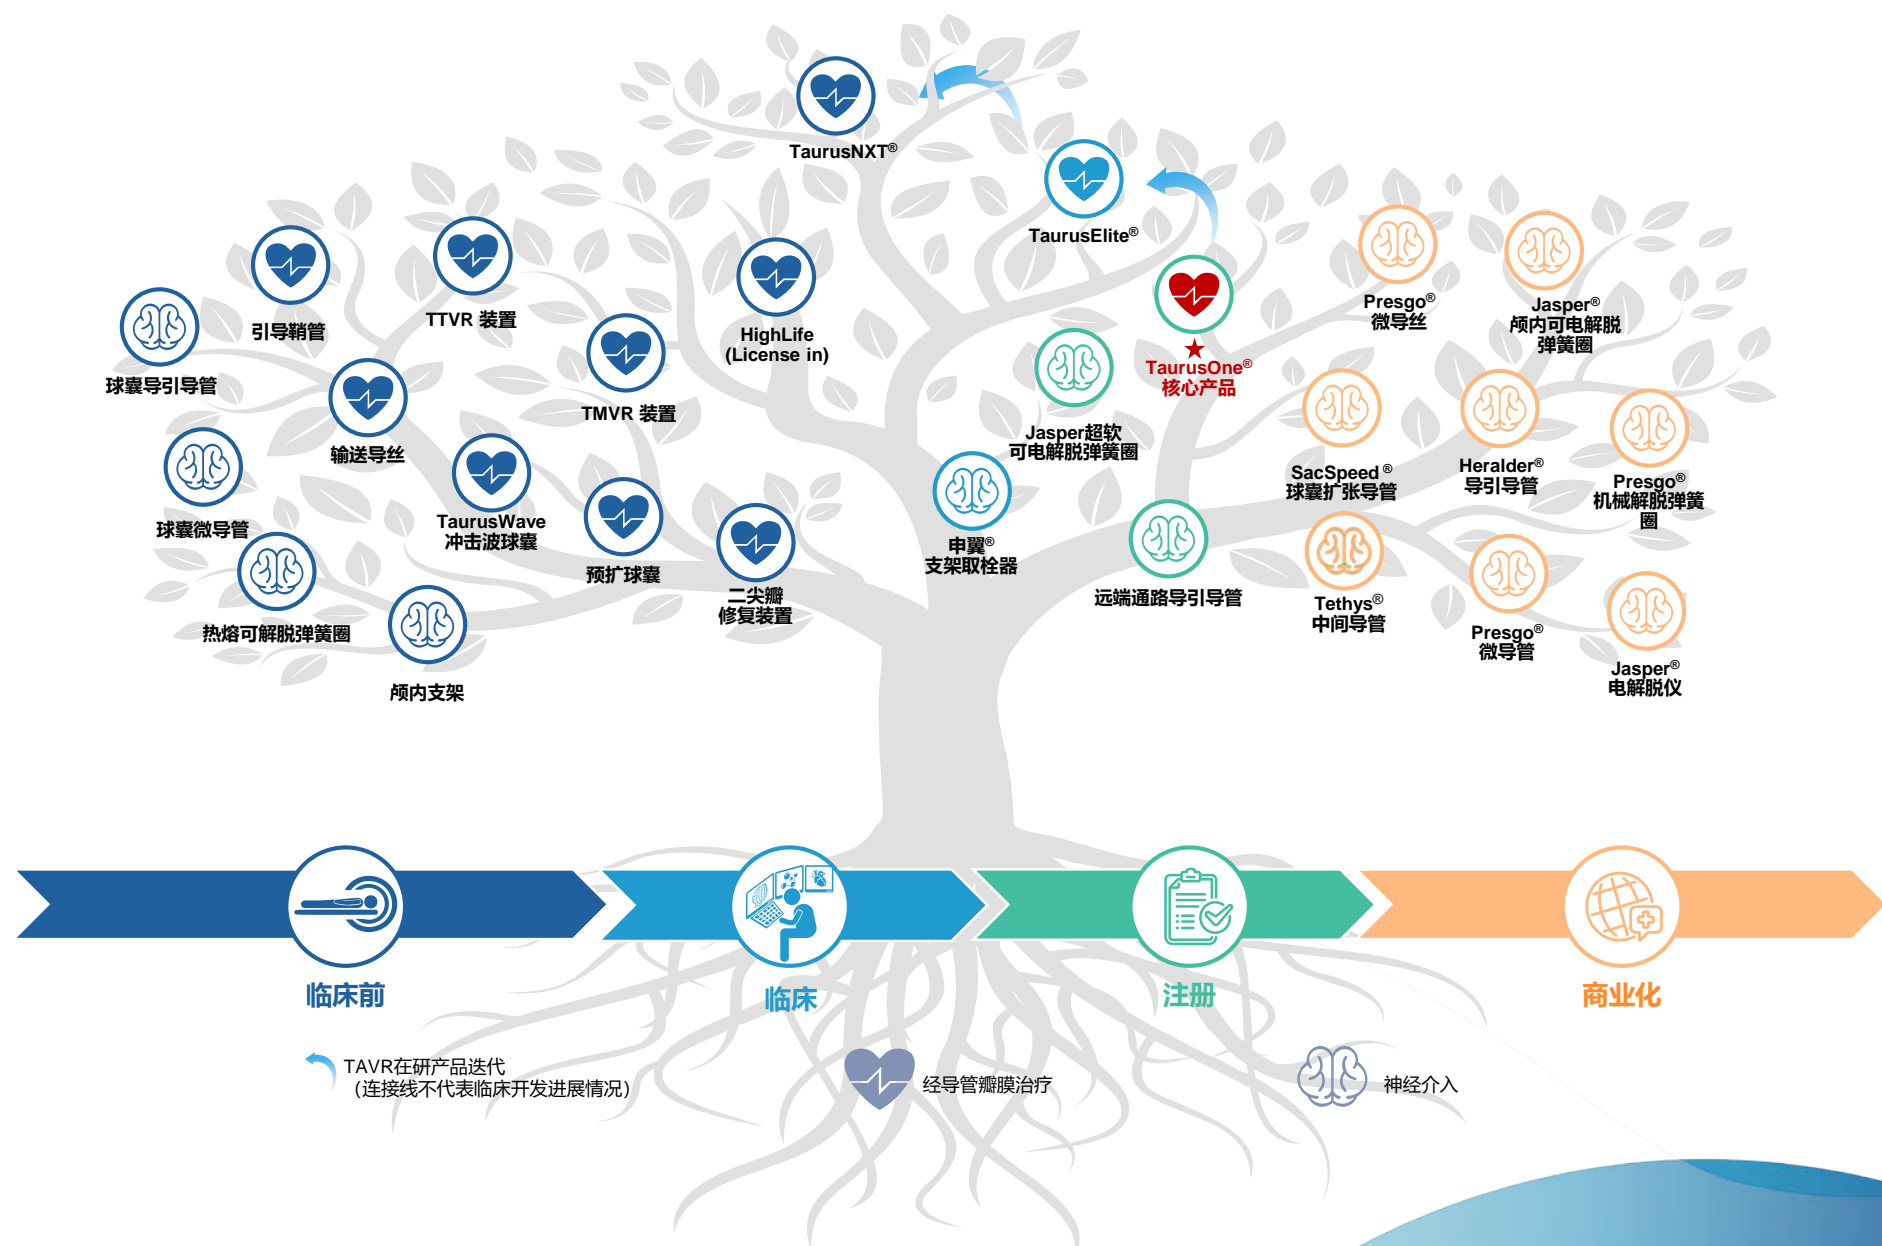 TaurusNXT®
TaurusElite®
引导鞘管
TTVR 装置
HighLife
(License in)
TaurusOne®
核心产品
Presgo®
微导丝
Jasper®
颅内可电解脱
弹簧圈
球囊导引导管
输送导丝
TMVR 装置
Jasper超软
可电解脱弹簧圈
SacSpeed®
球囊扩张导管
Heralder®
导引导管
Presgo®
机械解脱弹簧
圈
球囊微导管
TaurusWave
冲击波球囊
预扩球囊
二尖瓣
修复装置
申翼®
支架取栓器
远端通路导引导管
Tethys®
中间导管
Presgo®
微导管
Jasper®
电解脱仪
热熔可解脱弹簧圈
颅内支架
临床前
临床
注册
商业化
TAVR在研产品迭代
（连接线不代表临床开发进展情况）
经导管瓣膜治疗
神经介入